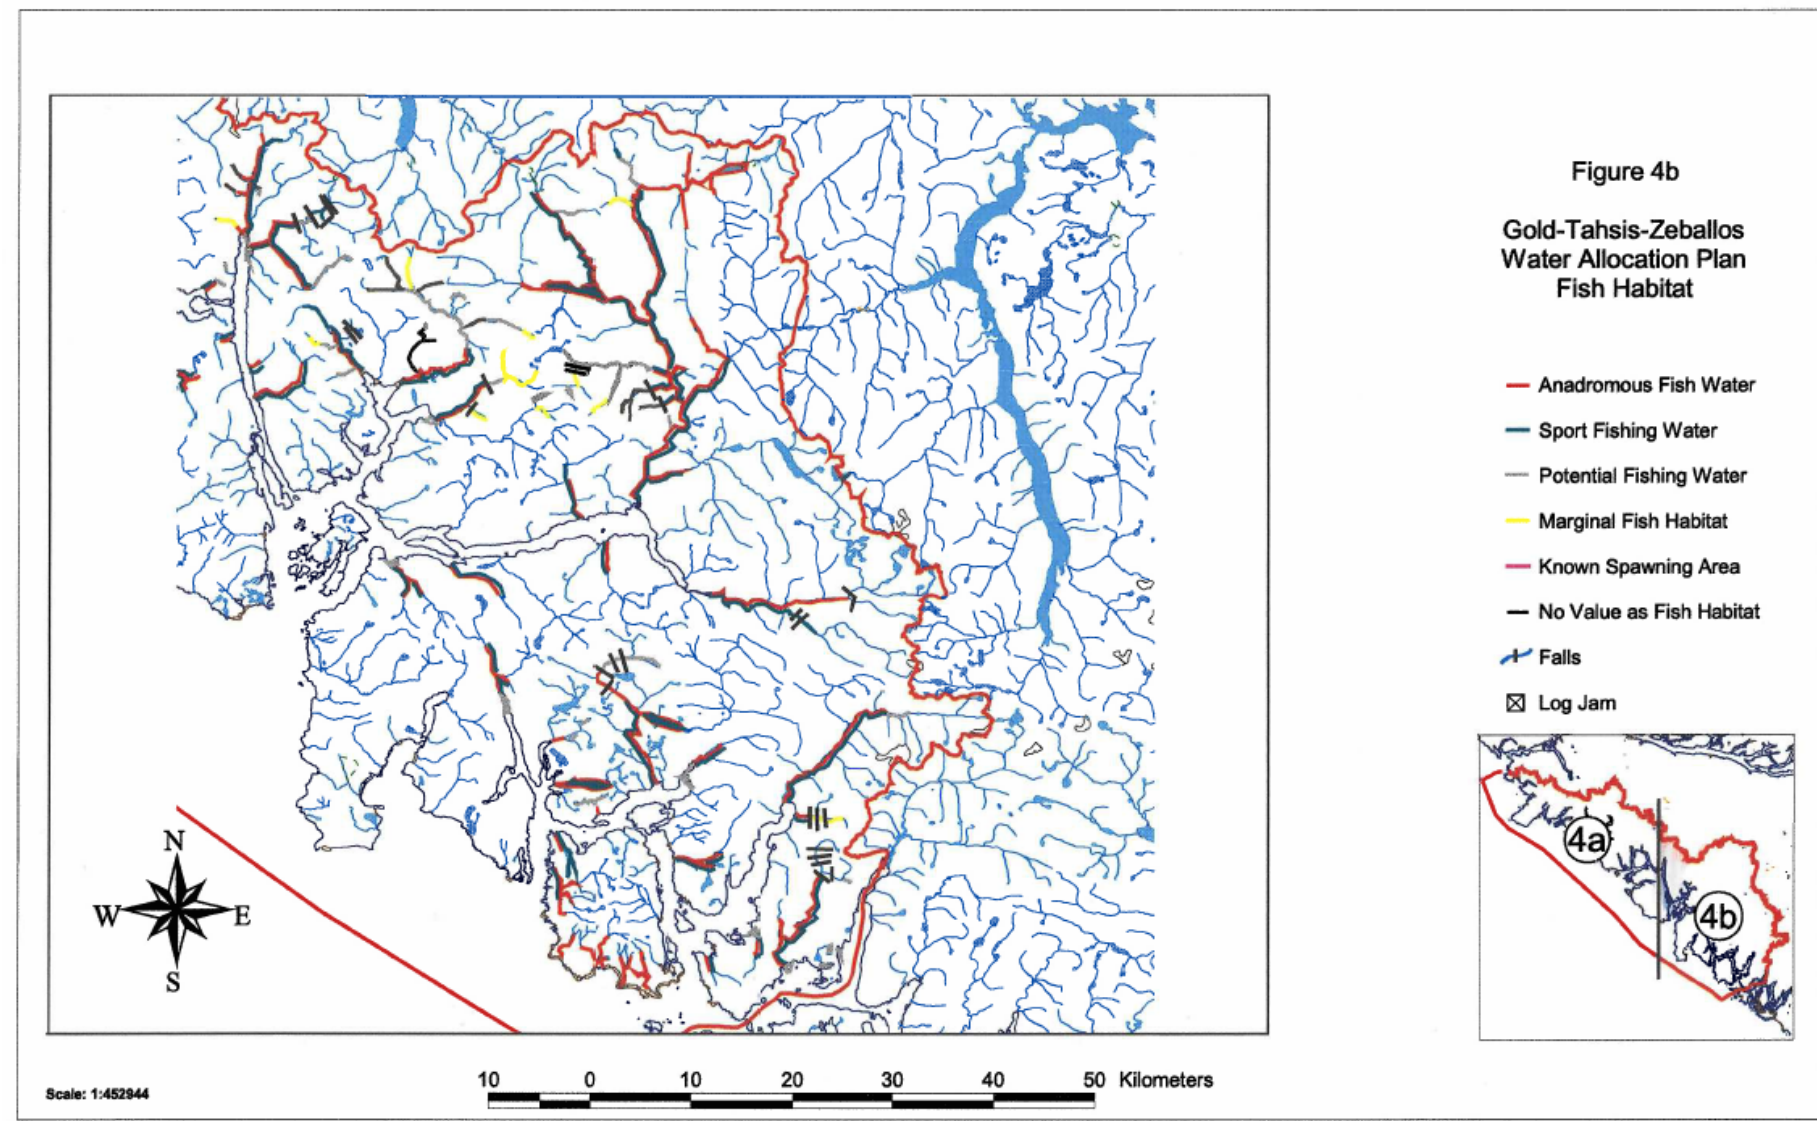 Figure 4b
Gold-Tahsis-Zeballos
Water Allocation Plan
Fish Habitat
Anadromous Fish Water
Sport Fishing Water
Potential Fishing Water
Marginal Fish Habitat
Known Spawning Area
No Value as Fish Habitat
Falls
Log Jam
4a
4b
N
W E
S
10 0 10 20 30 40 50 Kilometers
Scale: 1:452944